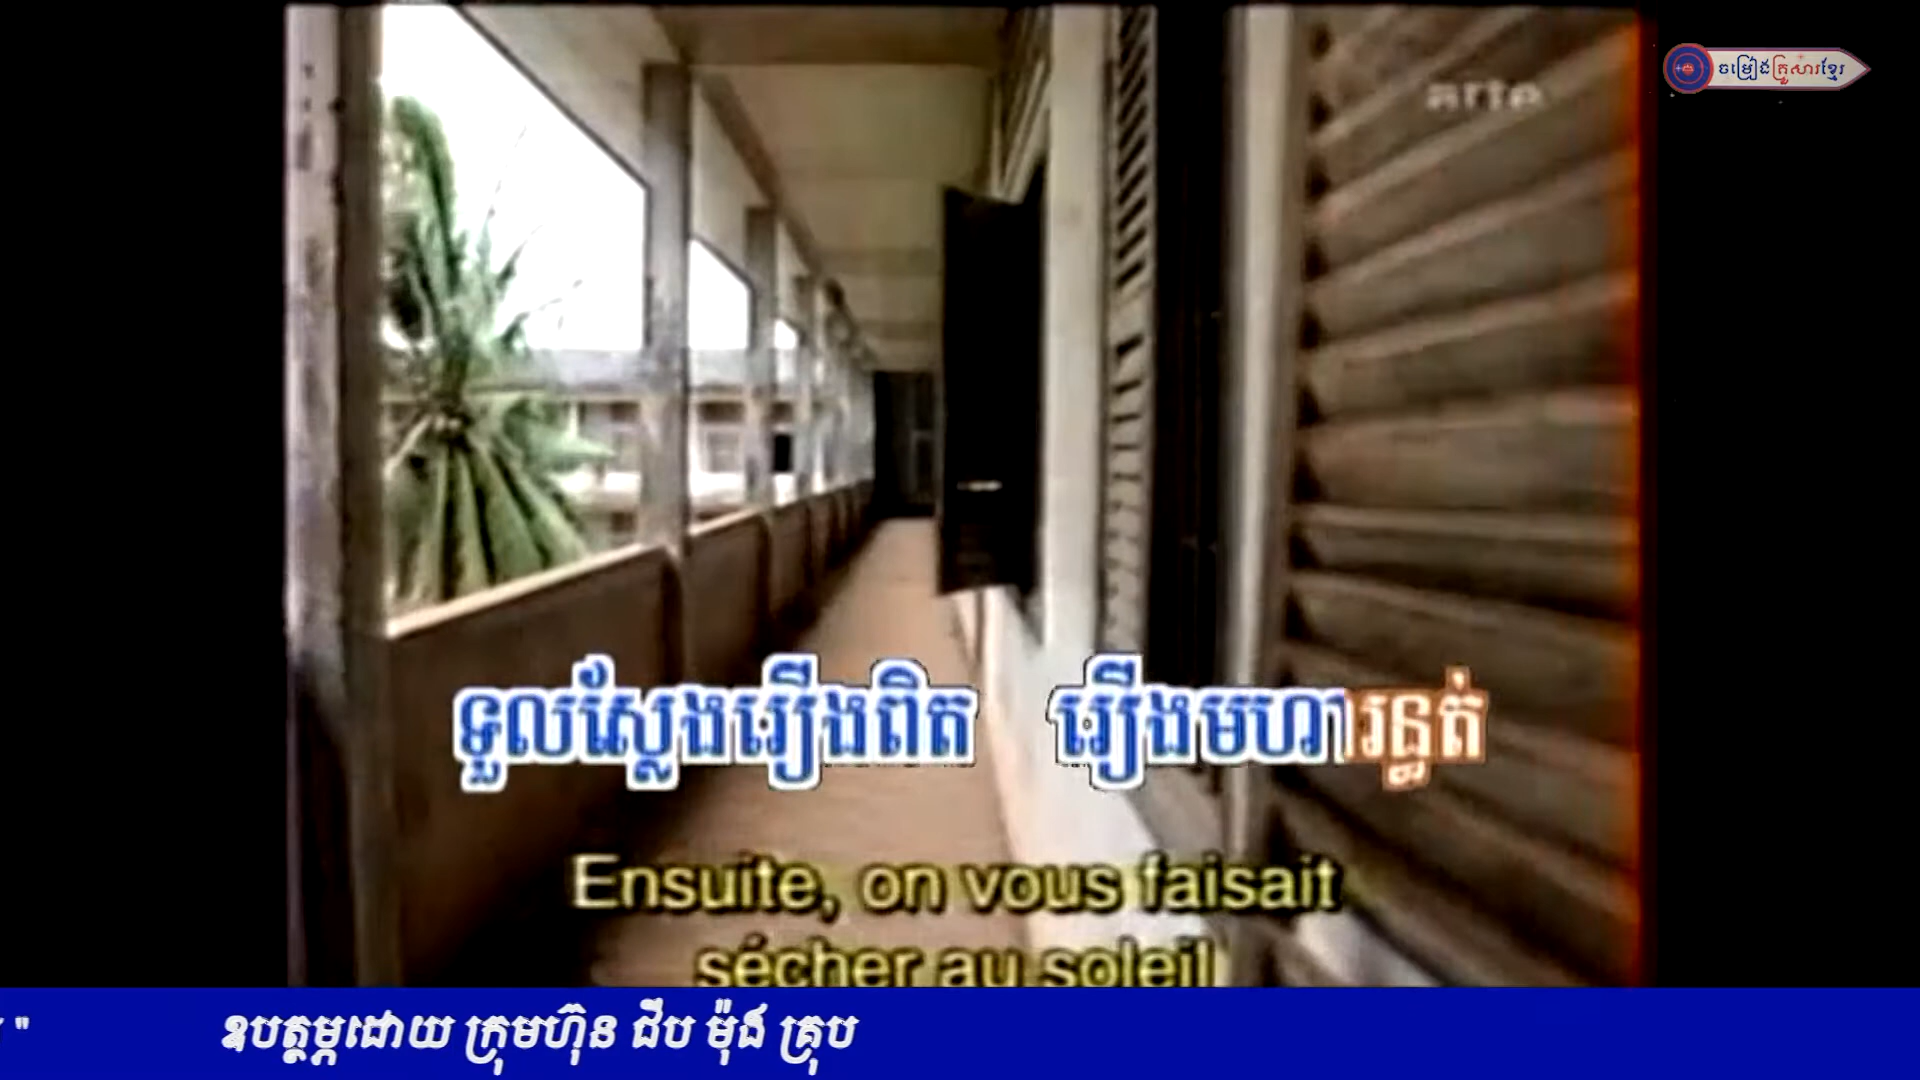 ចម្រៀងគ្រួសារខ្មែរ
arte
ទួលស្លែងរឿងពិត រឿងមហារន្ធត់
Ensuite, on vous faisait
sécher au soleil
" ឧបត្ថម្ភដោយ ក្រុមហ៊ុន ជីប ម៉ុង គ្រុប